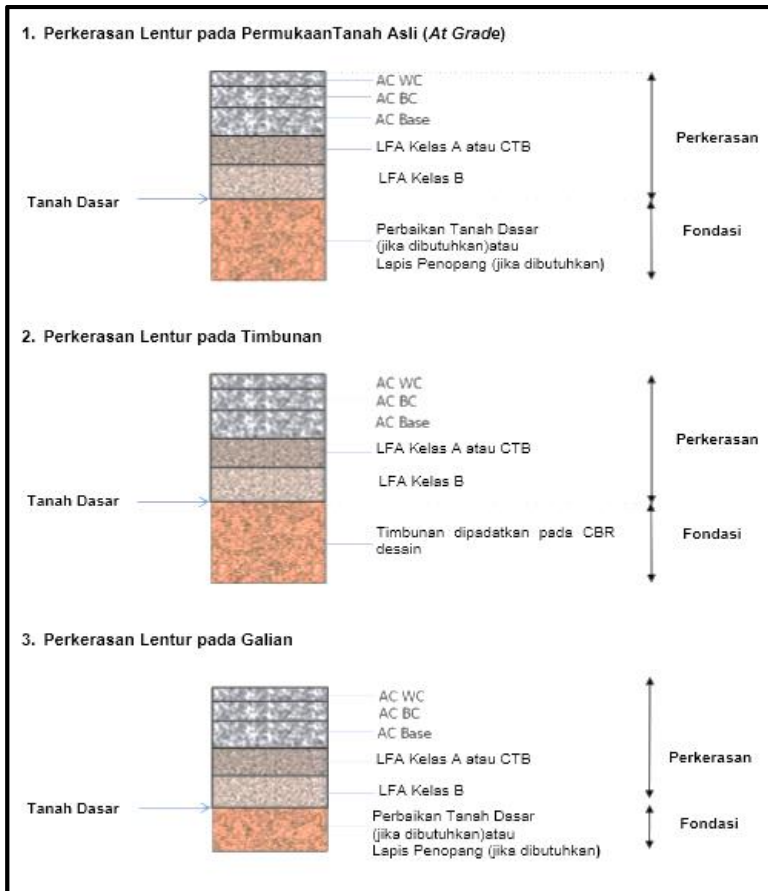 1. Perkerasan Lentur pada PermukaanTanah Asli (At Grade)
AC WC
AC BC
AC Base
Perkerasan
LFA Kelas A atau CTB
LFA Kelas B
Tanah Dasar
Perbaikan Tanah Dasar
(jika dibutuhkan)atau
Lapis Penopang (jika dibutuhkan)
Fondasi
2. Perkerasan Lentur pada Timbunan
AC WC
AC BC
AC Base
Perkerasan
LFA Kelas A atau CTB
LFA Kelas B
Tanah Dasar
Timbunan dipadatkan pada CBR
desain
Fondasi
3. Perkerasan Lentur pada Galian
AC WC
AC BC
AC Base
LFA Kelas A atau CTB
Perkerasan
LFA Kelas B
Tanah Dasar
Perbaikan Tanah Dasar
(jika dibutuhkan)atau
Lapis Penopang (jika dibutuhkan)
Fondasi